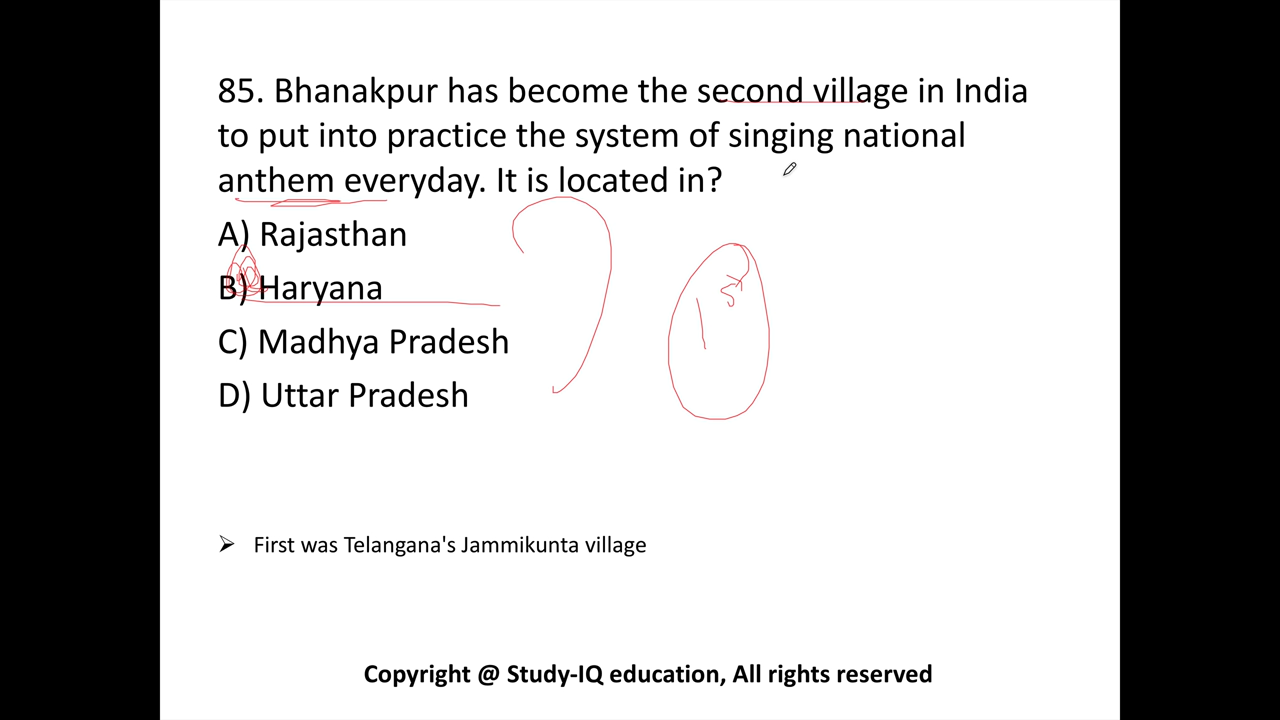 85. Bhanakpur has become the second village in India
to put into practice the system of singing national
anthem everyday. It is located in?
A) Rajasthan
B) Haryana
C) Madhya Pradesh
D) Uttar Pradesh
1st
➢ First was Telangana's Jammikunta village
Copyright @ Study-IQ education, All rights reserved